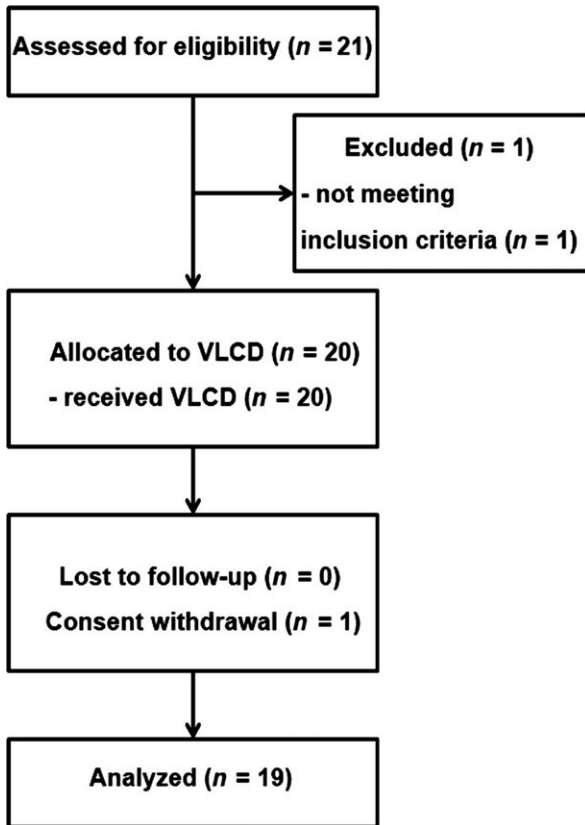 Assessed for eligibility (n = 21)
Excluded (n = 1)
- not meeting
inclusion criteria (n = 1)
Allocated to VLCD (n = 20)
- received VLCD (n = 20)
Lost to follow-up (n = 0)
Consent withdrawal (n = 1)
Analyzed (n = 19)